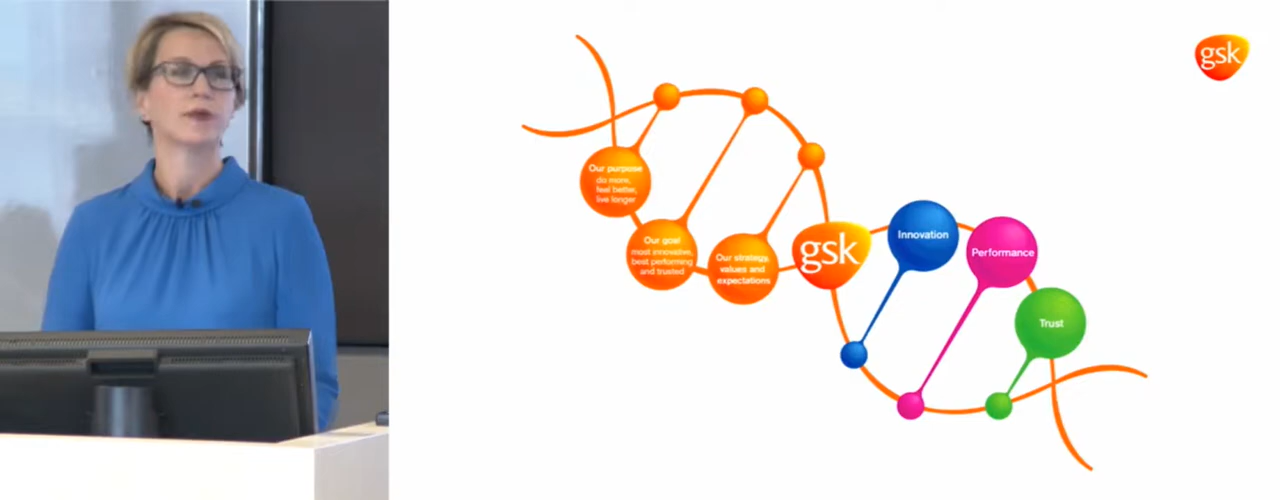 gsk
Our purpose
do more,
feel better,
live longer
Our goal
most innovative,
best performing
and trusted
Our strategy,
values and
expectations
gsk
Innovation
Performance
Trust